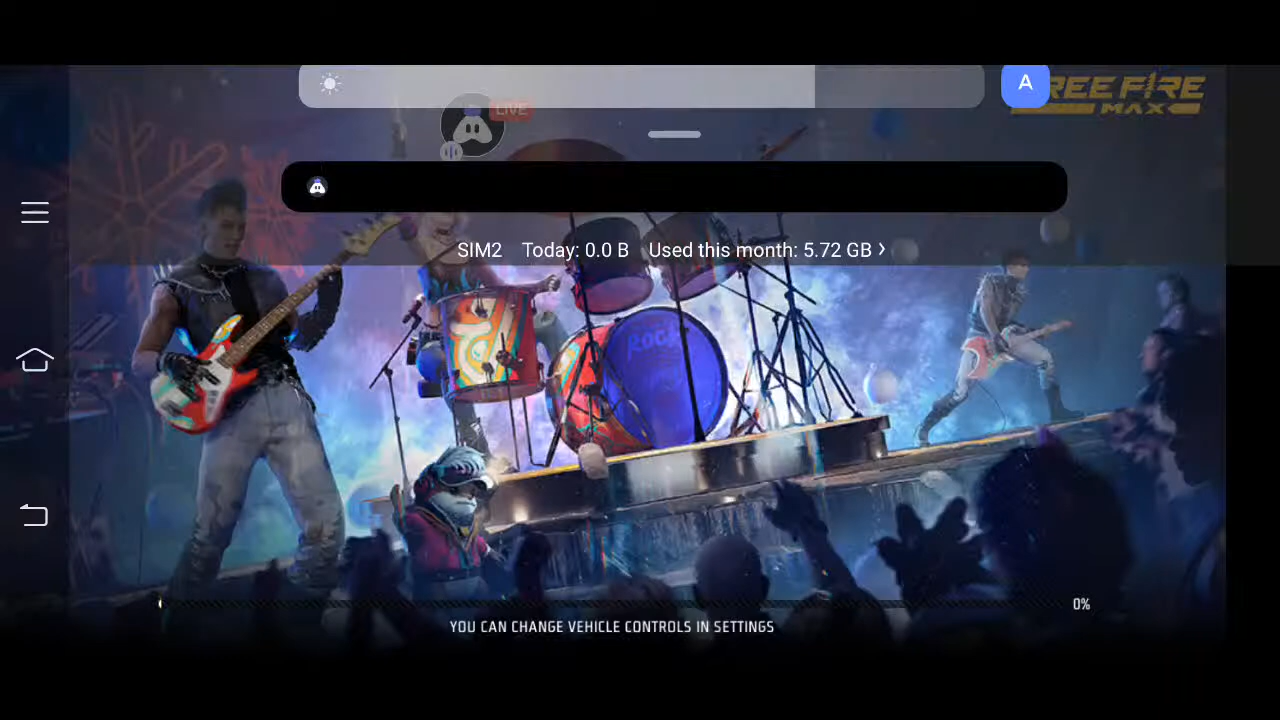 A
REE FIRE
MAX
LIVE
SIM2 Today: 0.0 B Used this month: 5.72 GB >
ROCK
0%
YOU CAN CHANGE VEHICLE CONTROLS IN SETTINGS